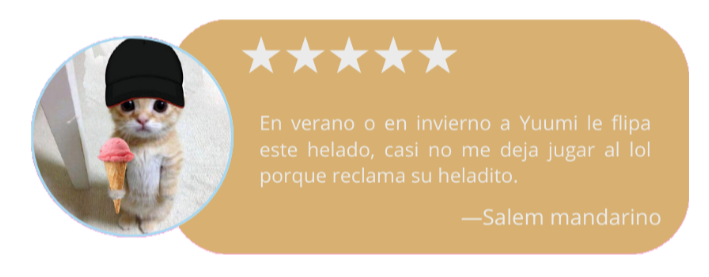 En verano o en invierno a Yuumi le flipa
este helado, casi no me deja jugar al lol
porque reclama su heladito.
—Salem mandarino